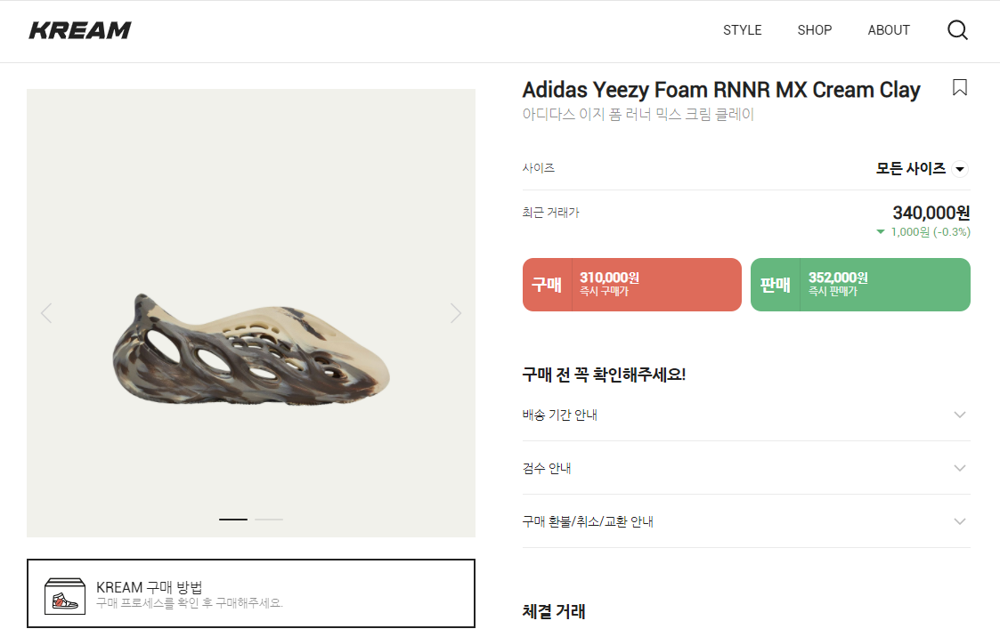 KREAM
STYLE
SHOP
ABOUT
Adidas Yeezy Foam RNNR MX Cream Clay
아디다스 이지 폼 러너 믹스 크림 클레이
사이즈
모든 사이즈
최근 거래가
340,000원
1,000원 (-0.3%)
구매
310,000원
즉시 구매가
판매
352,000원
즉시 판매가
구매 전 꼭 확인해주세요!
배송 기간 안내
검수 안내
구매 환불/취소/교환 안내
KREAM 구매 방법
구매 프로세스를 확인 후 구매해주세요.
체결 거래